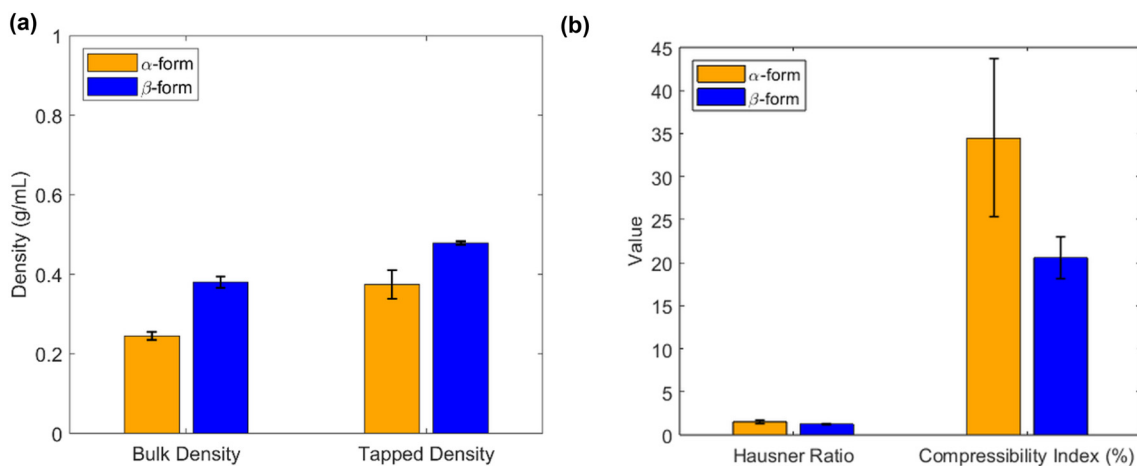 (a)
1
0.8
0.6
0.4
0.2
0
Density (g/mL)
α-form
β-form
Bulk Density
Tapped Density
(b)
45
40
35
30
25
20
15
10
5
0
Value
α-form
β-form
Hausner Ratio
Compressibility Index (%)